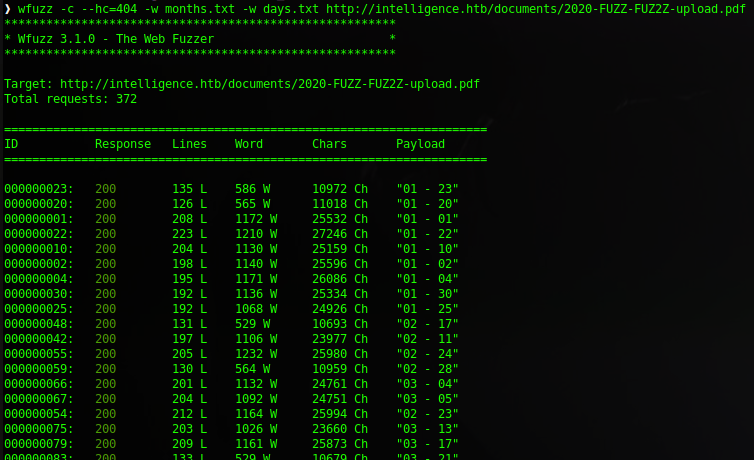 ❯ wfuzz -c --hc=404 -w months.txt -w days.txt http://intelligence.htb/documents/2020-FUZZ-FUZ2Z-upload.pdf
********************************************************
* Wfuzz 3.1.0 - The Web Fuzzer                         *
********************************************************
Target: http://intelligence.htb/documents/2020-FUZZ-FUZ2Z-upload.pdf
Total requests: 372
=====================================================================
ID           Response   Lines    Word       Chars       Payload
=====================================================================
000000023:   200        135 L    586 W      10972 Ch    "01 - 23"
000000020:   200        126 L    565 W      11018 Ch    "01 - 20"
000000001:   200        208 L    1172 W     25532 Ch    "01 - 01"
000000022:   200        223 L    1210 W     27246 Ch    "01 - 22"
000000010:   200        204 L    1130 W     25159 Ch    "01 - 10"
000000002:   200        198 L    1140 W     25596 Ch    "01 - 02"
000000004:   200        195 L    1171 W     26086 Ch    "01 - 04"
000000030:   200        192 L    1136 W     25334 Ch    "01 - 30"
000000025:   200        192 L    1068 W     24926 Ch    "01 - 25"
000000048:   200        131 L    529 W      10693 Ch    "02 - 17"
000000042:   200        197 L    1106 W     23977 Ch    "02 - 11"
000000055:   200        205 L    1232 W     25980 Ch    "02 - 24"
000000059:   200        130 L    564 W      10959 Ch    "02 - 28"
000000066:   200        201 L    1132 W     24761 Ch    "03 - 04"
000000067:   200        204 L    1092 W     24751 Ch    "03 - 05"
000000054:   200        212 L    1164 W     25994 Ch    "02 - 23"
000000075:   200        203 L    1026 W     23660 Ch    "03 - 13"
000000079:   200        209 L    1161 W     25873 Ch    "03 - 17"
000000083:   200        133 L    529 W      10679 Ch    "03 - 21"